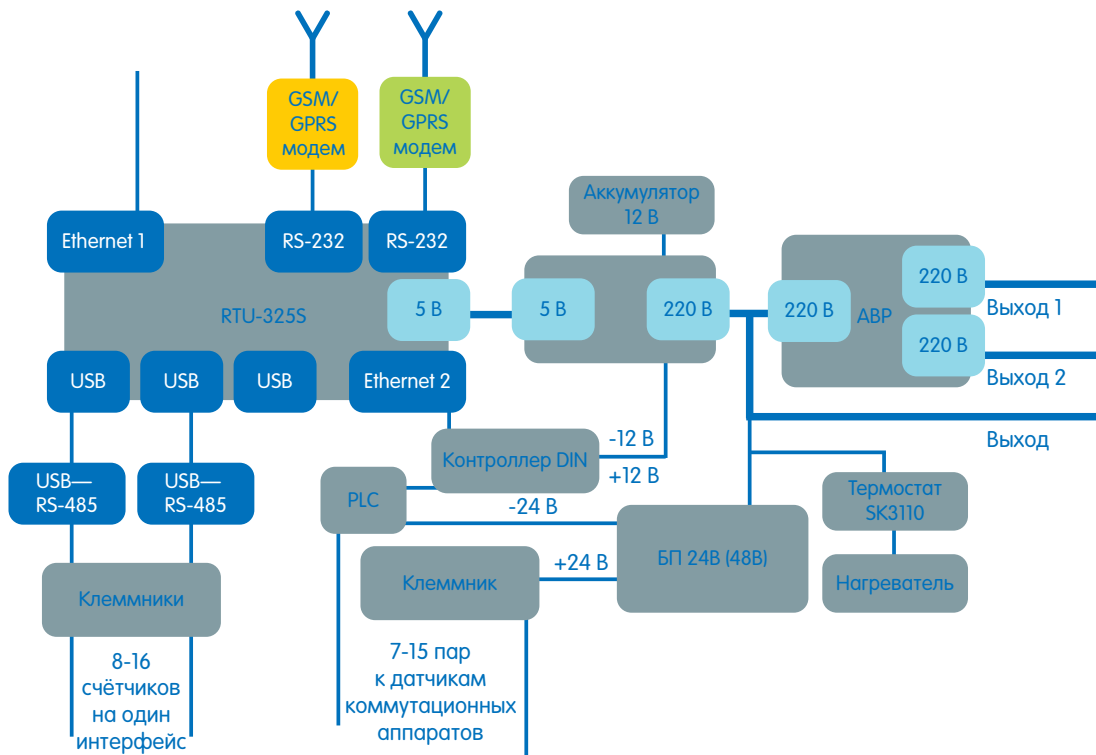 GSM/
GPRS
модем
GSM/
GPRS
модем
Аккумулятор
12 В
Ethernet 1
RS-232
RS-232
RTU-325S
5 В
5 В
220 В
220 В
АВР
220 В
220 В
Выход 1
Выход 2
Выход
USB
USB
USB
Ethernet 2
Контроллер DIN
-12 В
+12 В
USB—
RS-485
USB—
RS-485
PLC
-24 В
Термостат
SK3110
БП 24В (48В)
+24 В
Клеммник
Нагреватель
Клеммники
8-16
счётчиков
на один
интерфейс
7-15 пар
к датчикам
коммутационных
аппаратов